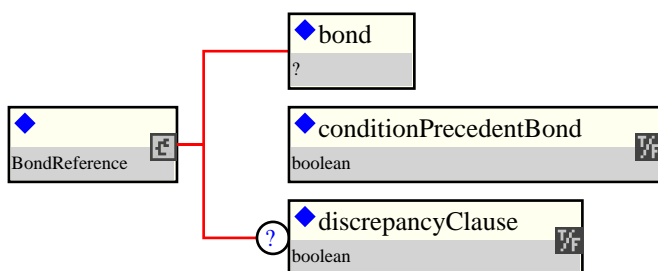 bond
?
BondReference
conditionPrecedentBond
T/F
boolean
?
discrepancyClause
T/F
boolean